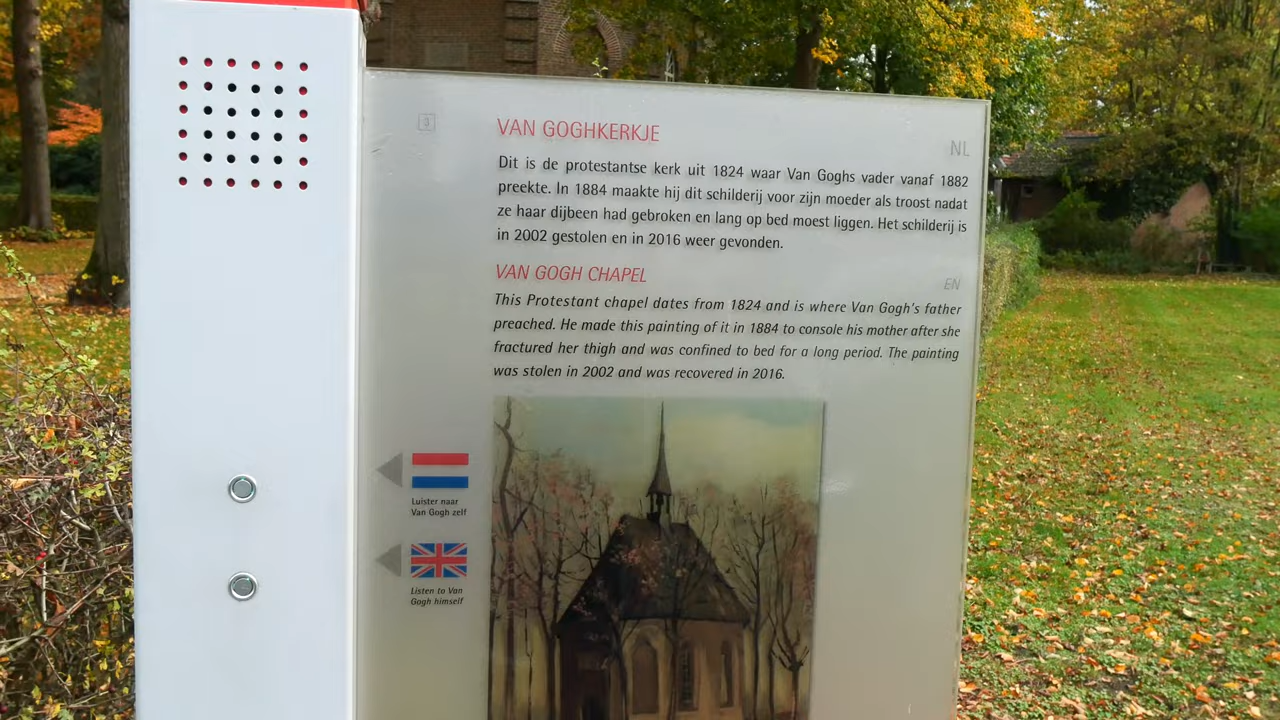 3
VAN GOGHKERKJE
NL
Dit is de protestantse kerk uit 1824 waar Van Goghs vader vanaf 1882
preekte. In 1884 maakte hij dit schilderij voor zijn moeder als troost nadat
ze haar dijbeen had gebroken en lang op bed moest liggen. Het schilderij is
in 2002 gestolen en in 2016 weer gevonden.
VAN GOGH CHAPEL
EN
This Protestant chapel dates from 1824 and is where Van Gogh's father
preached. He made this painting of it in 1884 to console his mother after she
fractured her thigh and was confined to bed for a long period. The painting
was stolen in 2002 and was recovered in 2016.
Luister naar
Van Gogh zelf
Listen to Van
Gogh himself